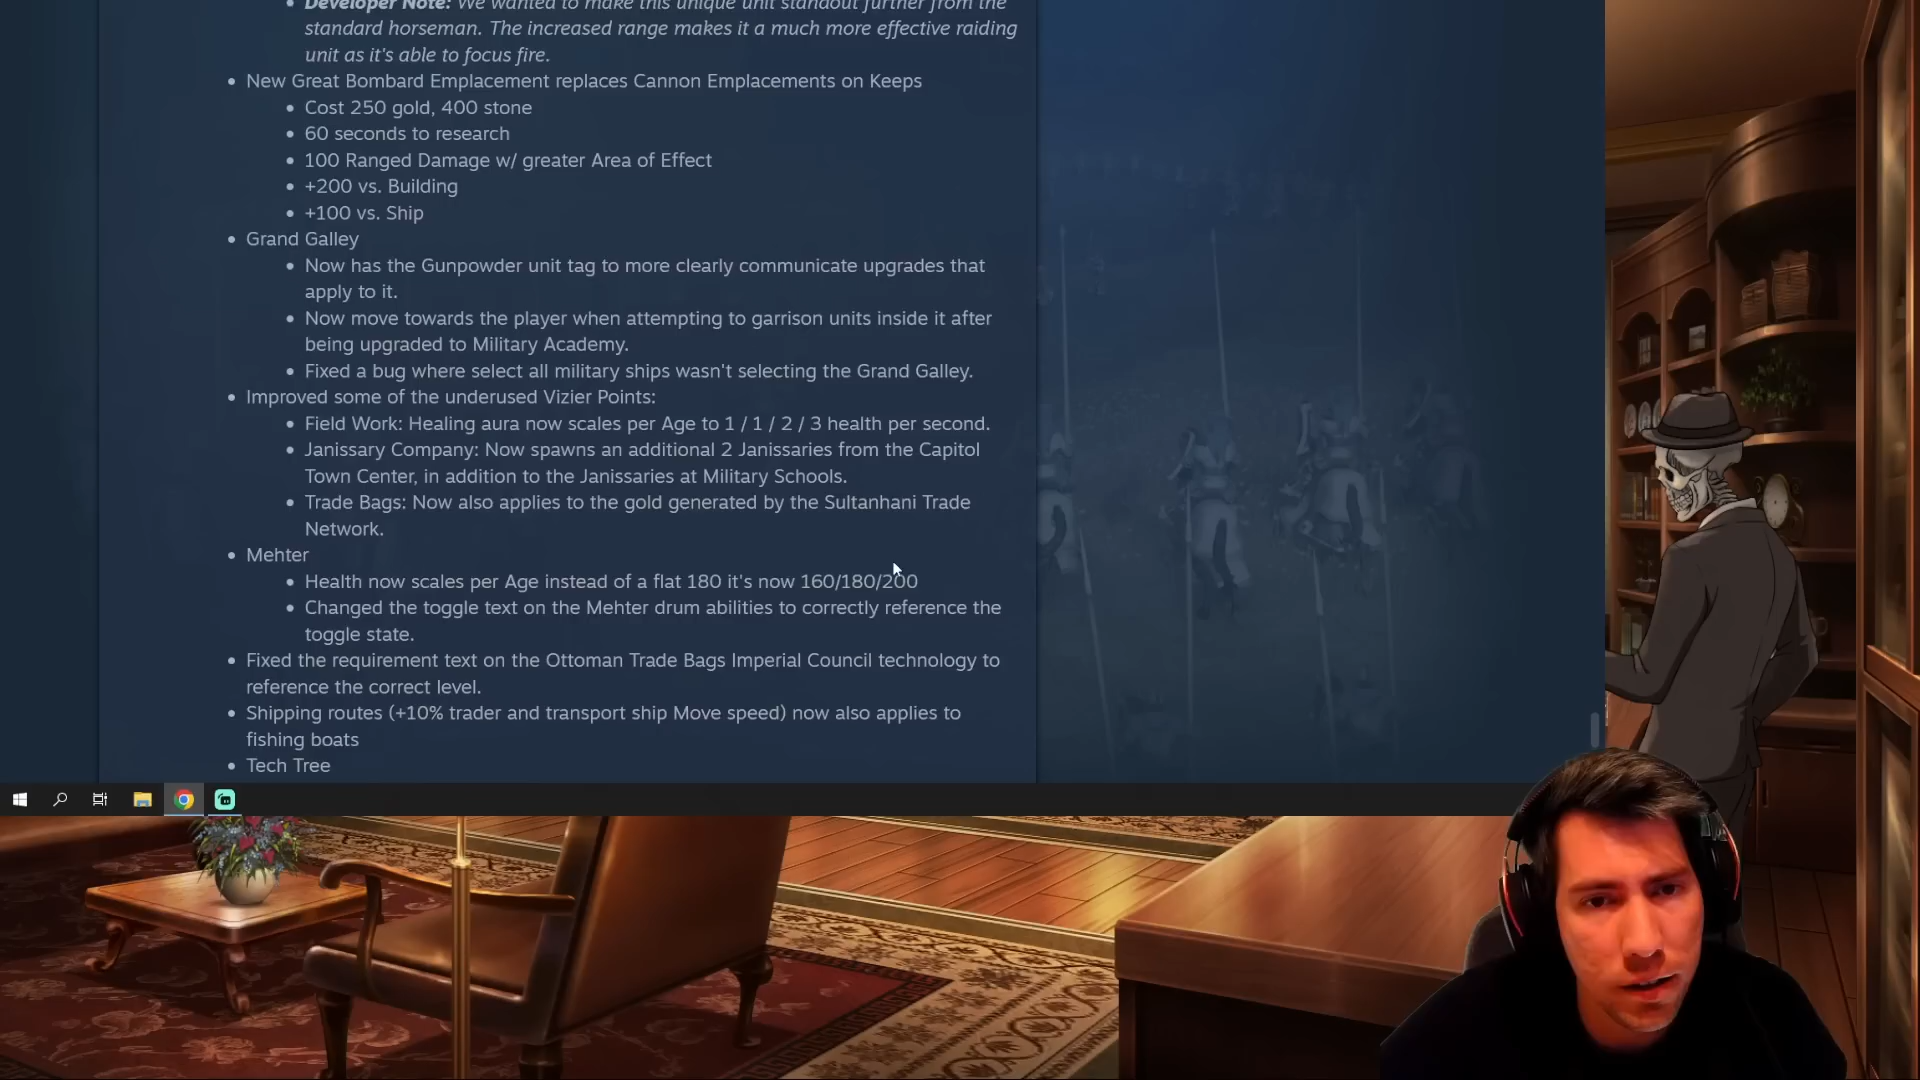 Developer Note: We wanted to make this unique unit standout further from the
standard horseman. The increased range makes it a much more effective raiding
unit as it's able to focus fire.
New Great Bombard Emplacement replaces Cannon Emplacements on Keeps
Cost 250 gold, 400 stone
60 seconds to research
100 Ranged Damage w/ greater Area of Effect
+200 vs. Building
+100 vs. Ship
Grand Galley
Now has the Gunpowder unit tag to more clearly communicate upgrades that
apply to it.
Now move towards the player when attempting to garrison units inside it after
being upgraded to Military Academy.
Fixed a bug where select all military ships wasn't selecting the Grand Galley.
Improved some of the underused Vizier Points:
Field Work: Healing aura now scales per Age to 1 / 1 / 2 / 3 health per second.
Janissary Company: Now spawns an additional 2 Janissaries from the Capitol
Town Center, in addition to the Janissaries at Military Schools.
Trade Bags: Now also applies to the gold generated by the Sultanhani Trade
Network.
Mehter
Health now scales per Age instead of a flat 180 it's now 160/180/200
Changed the toggle text on the Mehter drum abilities to correctly reference the
toggle state.
Fixed the requirement text on the Ottoman Trade Bags Imperial Council technology to
reference the correct level.
Shipping routes (+10% trader and transport ship Move speed) now also applies to
fishing boats
Tech Tree